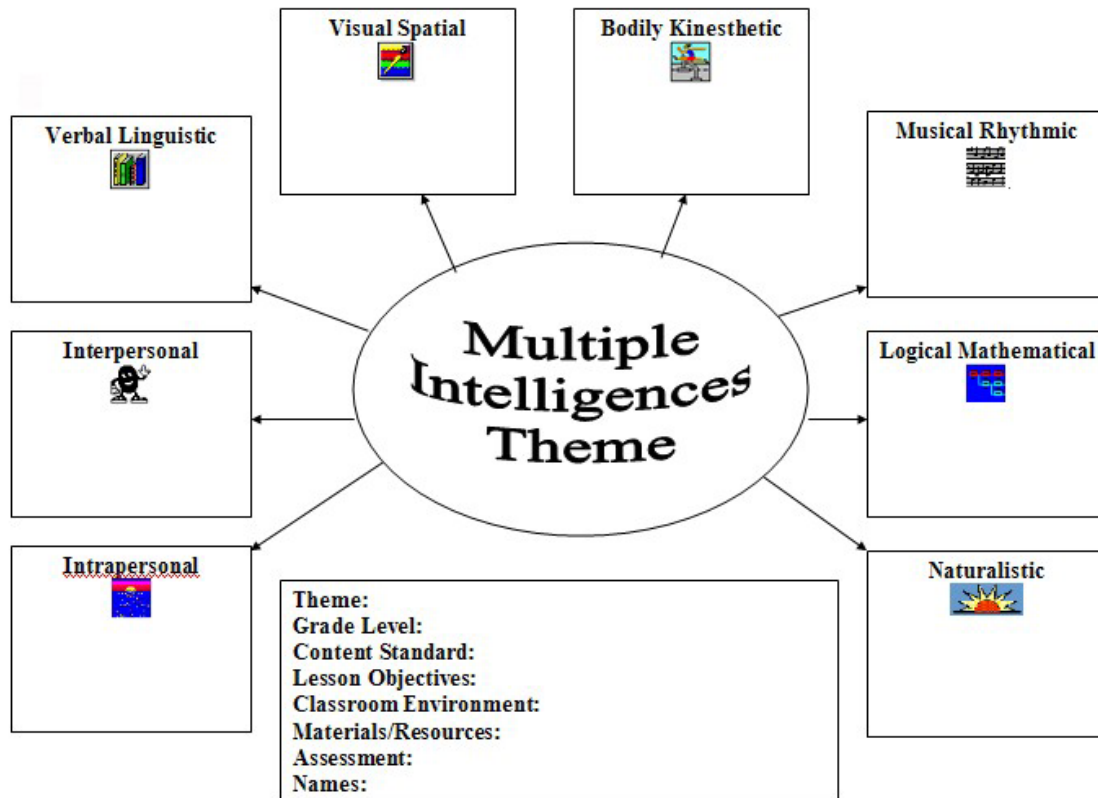 Visual Spatial
Bodily Kinesthetic
Verbal Linguistic
Musical Rhythmic
Interpersonal
Multiple
Intelligences
Theme
Logical Mathematical
Intrapersonal
Naturalistic
Theme:
Grade Level:
Content Standard:
Lesson Objectives:
Classroom Environment:
Materials/Resources:
Assessment:
Names: